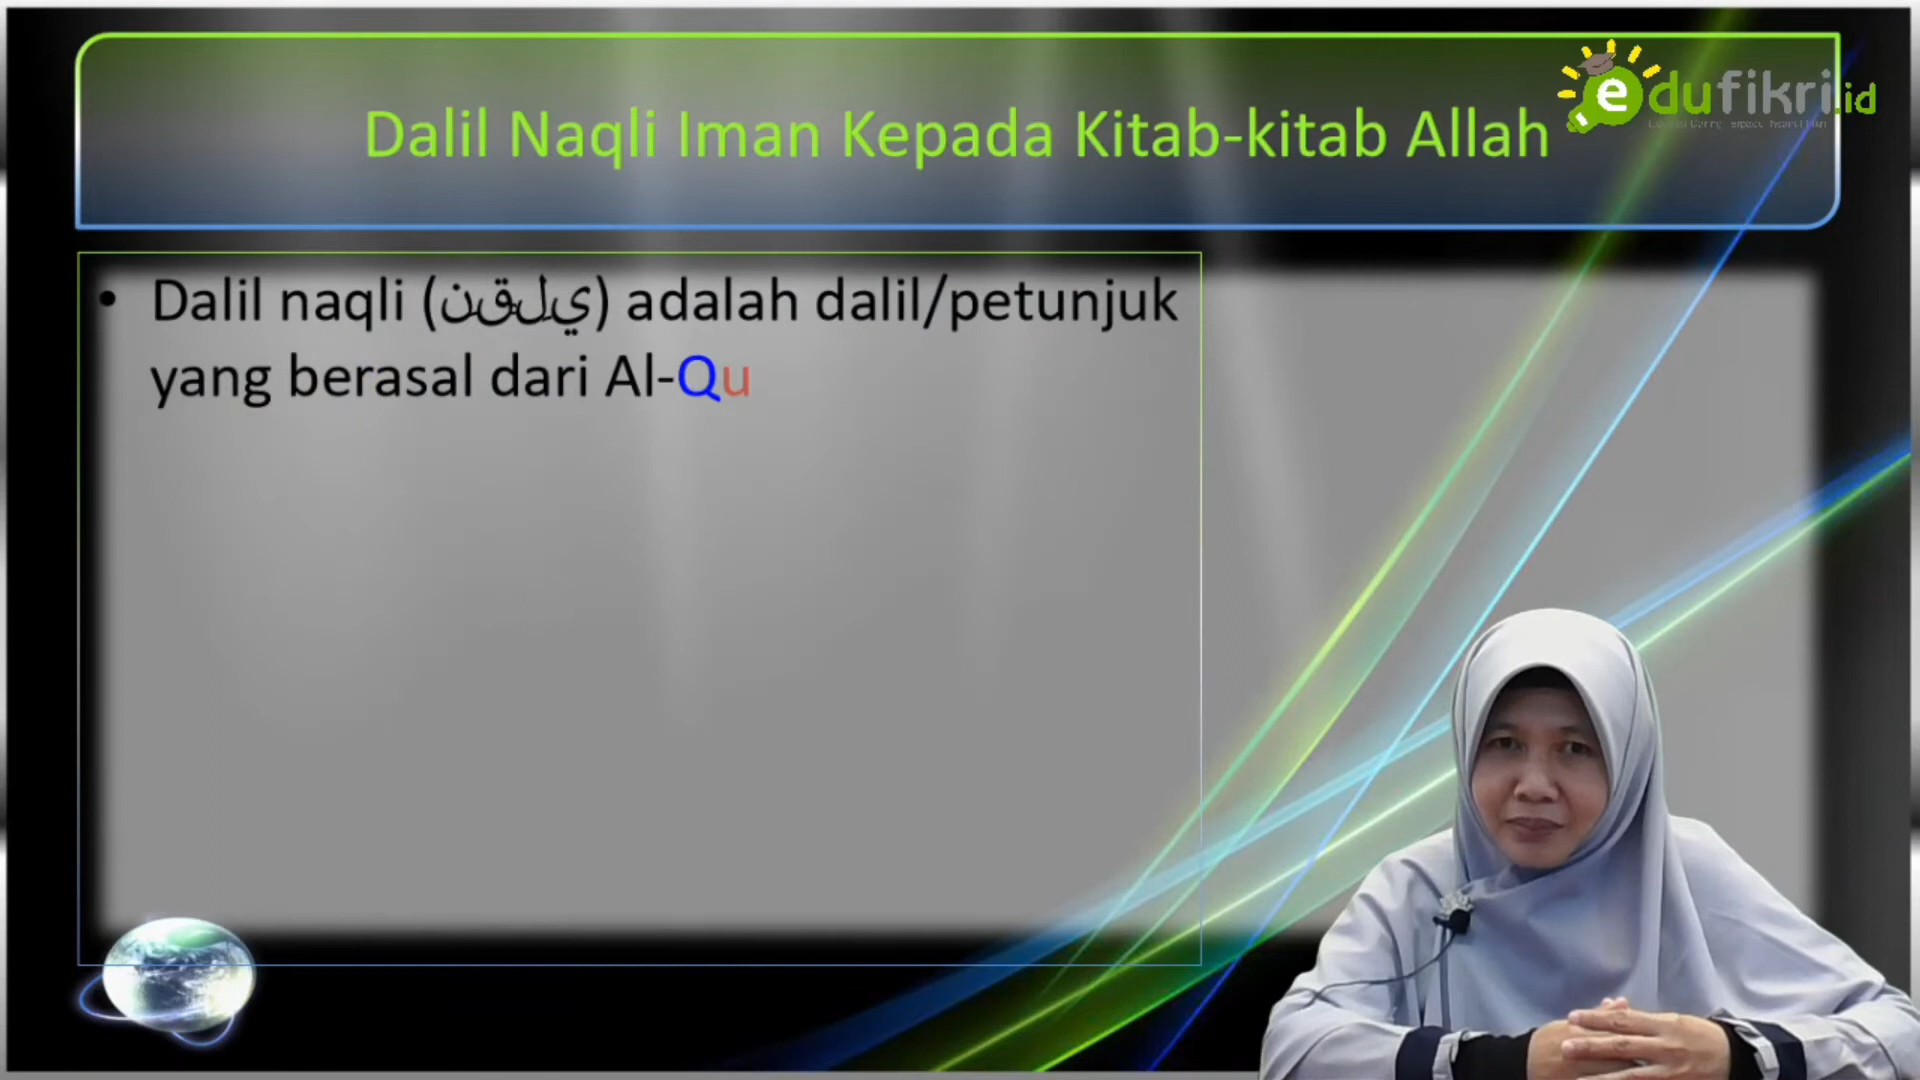 edufikri.id
Dalil Naqli Iman Kepada Kitab-kitab Allah
• Dalil naqli (نقلي) adalah dalil/petunjuk
yang berasal dari Al-Qu